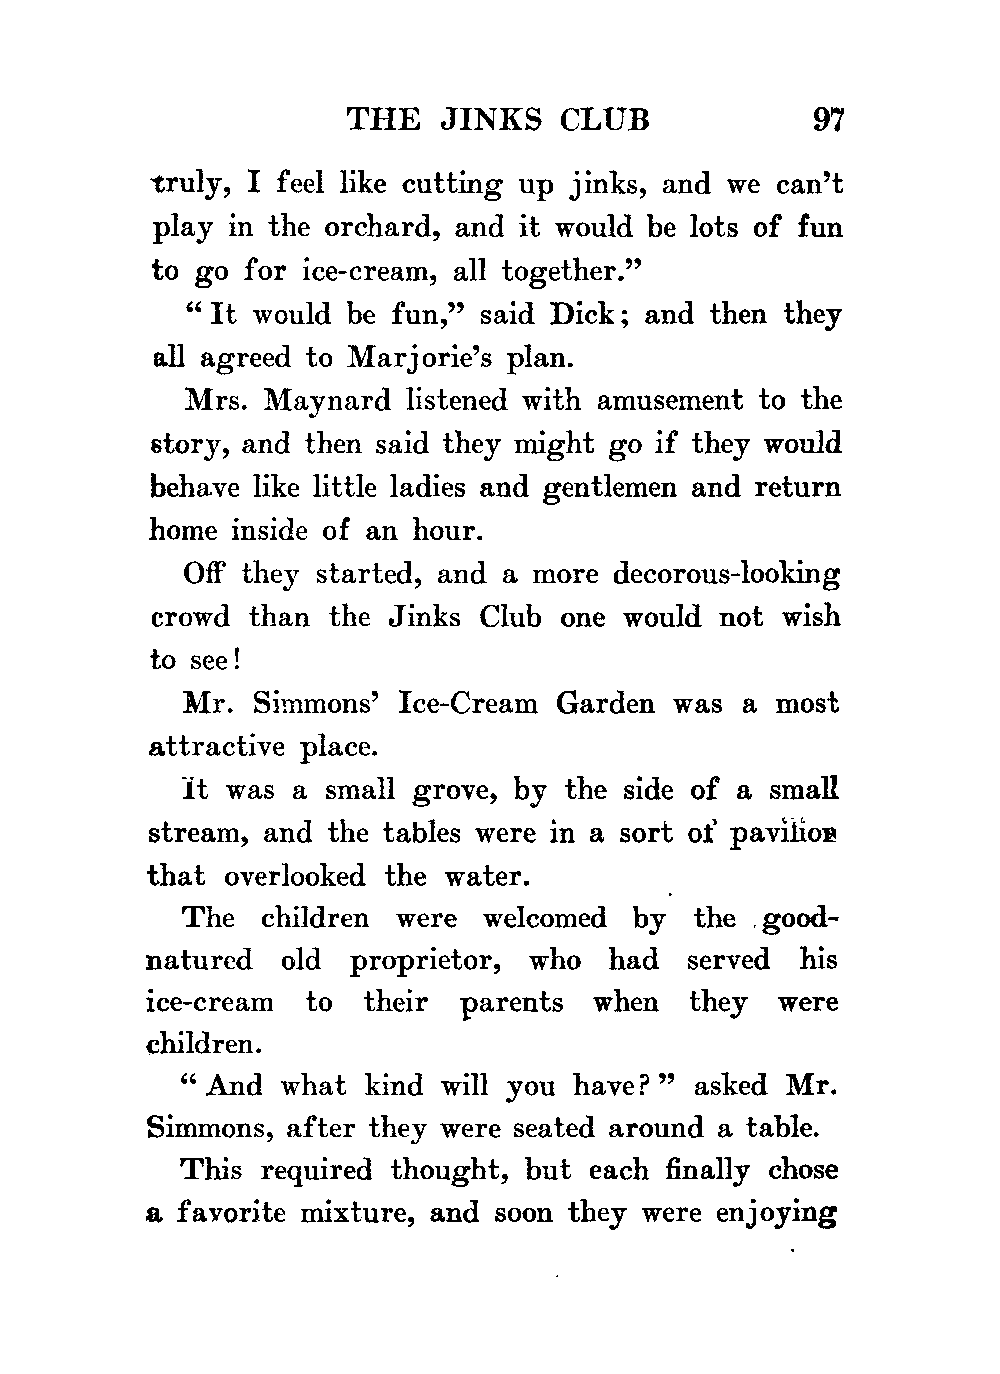 THE JINKS CLUB 97
truly, I feel like cutting up jinks, and we can't
play in the orchard, and it would be lots of fun
to go for ice-cream, all together."
"It would be fun," said Dick; and then they
all agreed to Marjorie's plan.
Mrs. Maynard listened with amusement to the
story, and then said they might go if they would
behave like little ladies and gentlemen and return
home inside of an hour.
Off they started, and a more decorous-looking
crowd than the Jinks Club one would not wish
to see!
Mr. Simmons' Ice-Cream Garden was a most
attractive place.
It was a small grove, by the side of a small
stream, and the tables were in a sort of pavilion
that overlooked the water.
The children were welcomed by the good-
natured old proprietor, who had served his
ice-cream to their parents when they were
children.
"And what kind will you have?" asked Mr.
Simmons, after they were seated around a table.
This required thought, but each finally chose
a favorite mixture, and soon they were enjoying